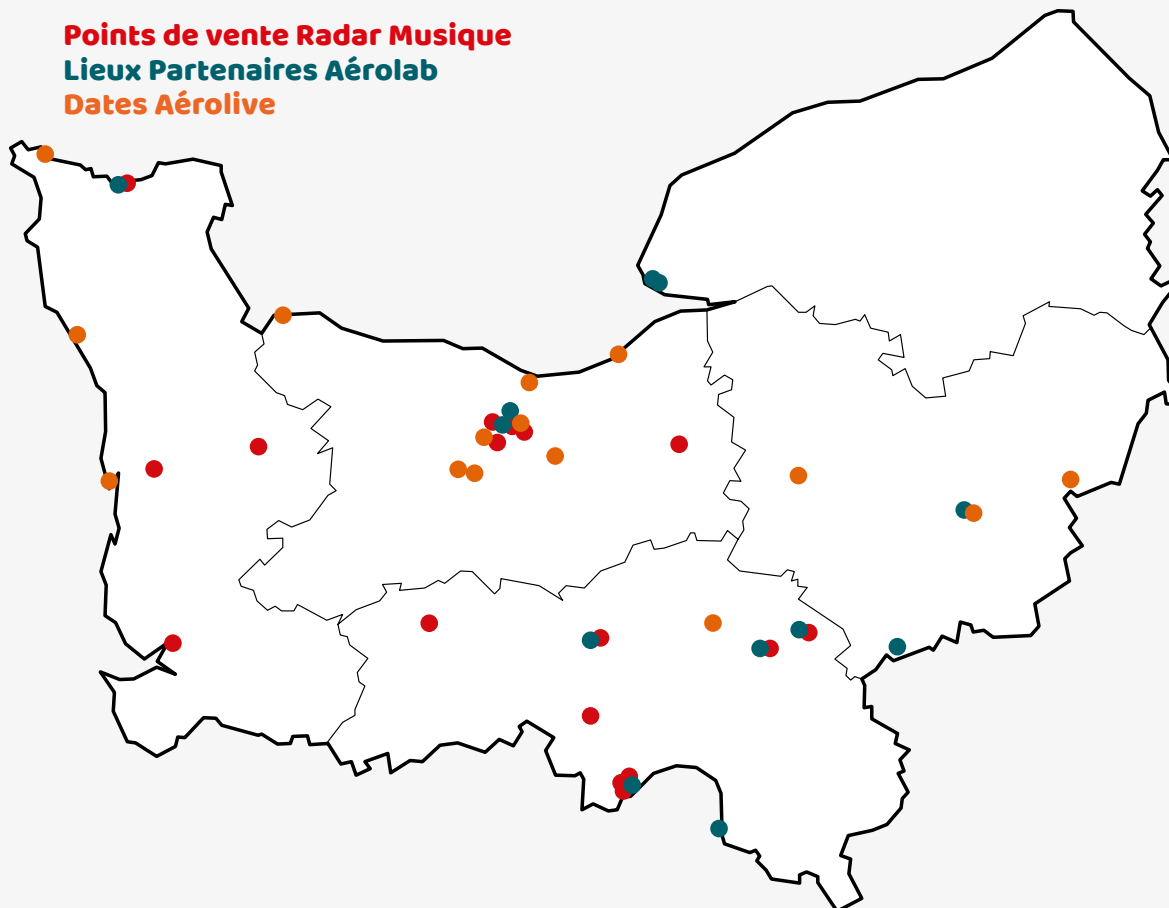 Points de vente Radar Musique
Lieux Partenaires Aérolab
Dates Aérolive